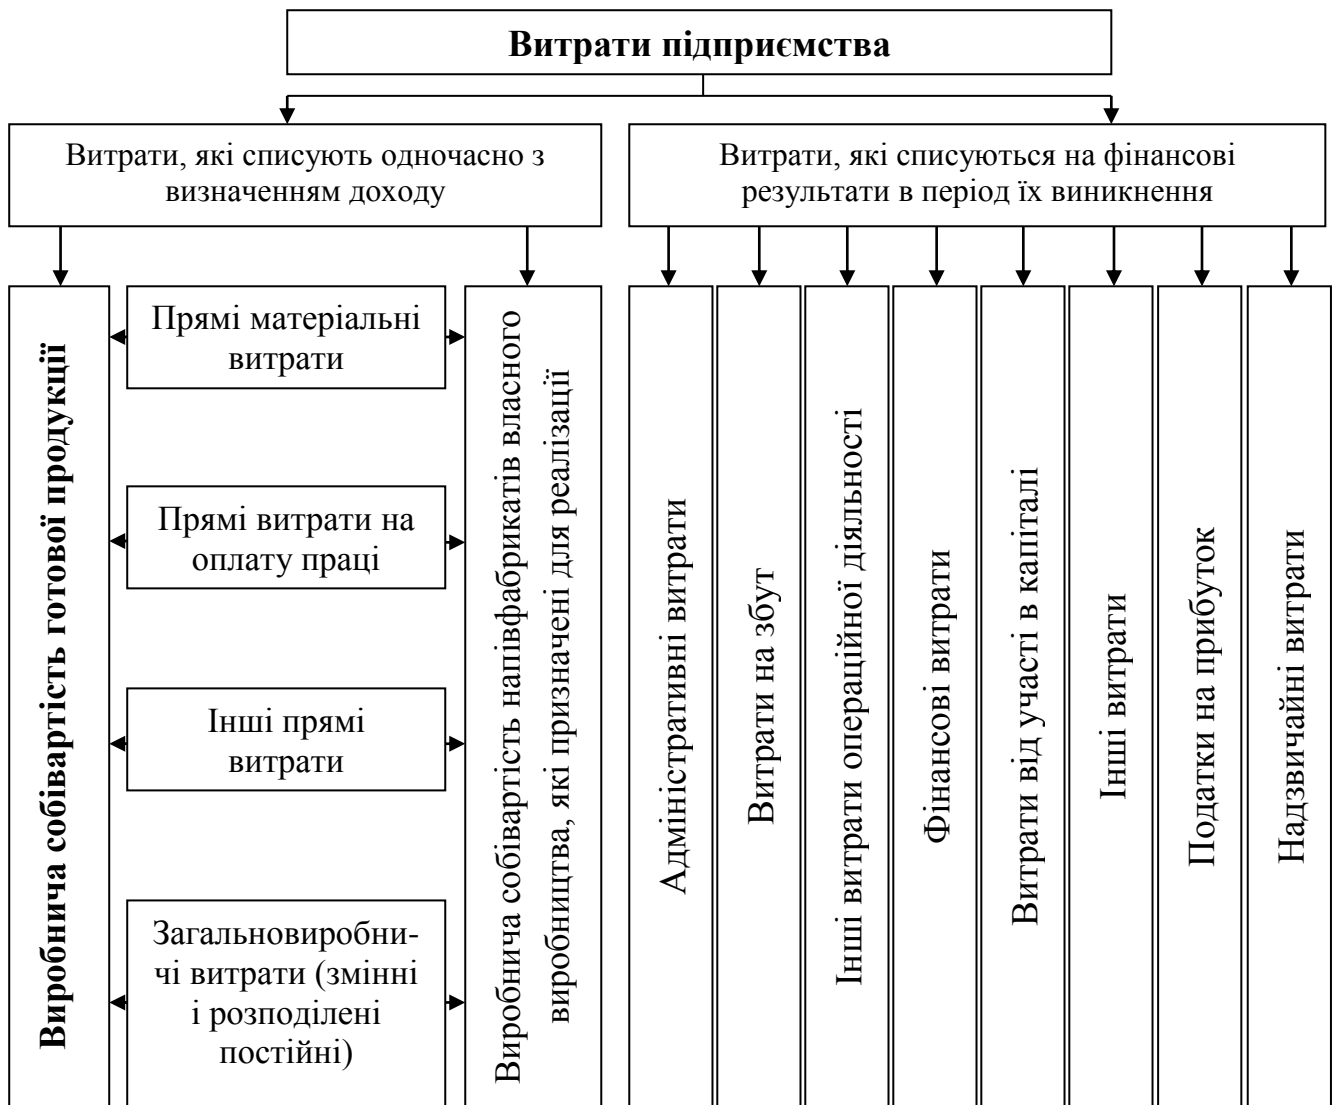 Витрати підприємства
Витрати, які списують одночасно з
визначенням доходу
Витрати, які списуються на фінансові
результати в період їх виникнення
Виробнича собівартість готової продукції
Прямі матеріальні
витрати
Прямі витрати на
оплату праці
Інші прямі
витрати
Загальновиробни-
чі витрати (змінні
і розподілені
постійні)
Виробнича собівартість напівфабрикатів власного
виробництва, які призначені для реалізації
Адміністративні витрати
Витрати на збут
Інші витрати операційної діяльності
Фінансові витрати
Витрати від участі в капіталі
Інші витрати
Податки на прибуток
Надзвичайні витрати